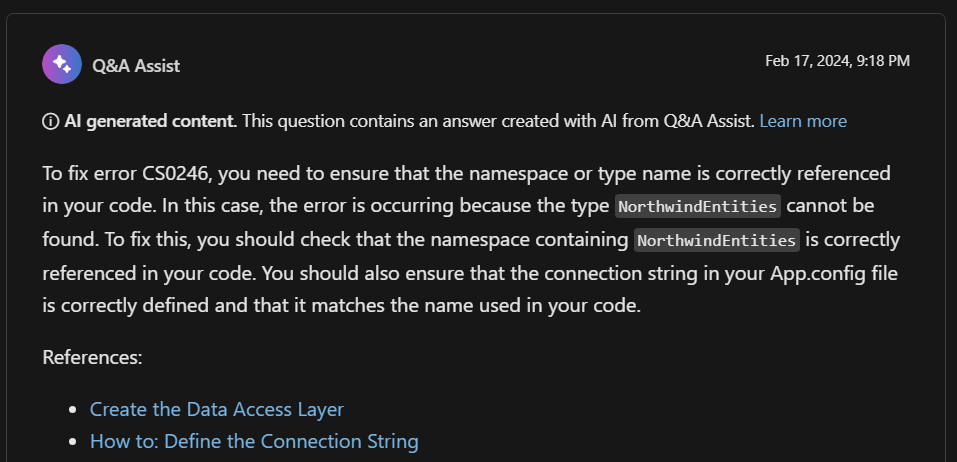 Q&A Assist
Feb 17, 2024, 9:18 PM
AI generated content. This question contains an answer created with AI from Q&A Assist. Learn more
To fix error CS0246, you need to ensure that the namespace or type name is correctly referenced
in your code. In this case, the error is occurring because the type NorthwindEntities cannot be
found. To fix this, you should check that the namespace containing NorthwindEntities is correctly
referenced in your code. You should also ensure that the connection string in your App.config file
is correctly defined and that it matches the name used in your code.
References:
Create the Data Access Layer
How to: Define the Connection String